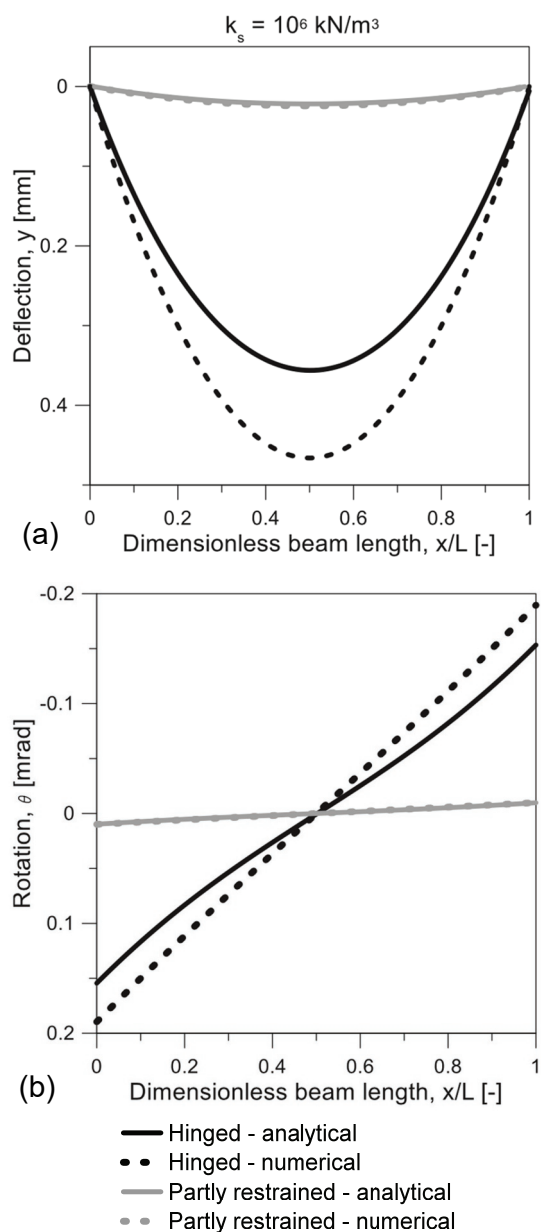 kₛ = 10⁶ kN/m³
0
0.2
0.4
Deflection, y [mm]
0 0.2 0.4 0.6 0.8 1
(a)
Dimensionless beam length, x/L [-]
-0.2
-0.1
0
0.1
0.2
Rotation, θ [mrad]
0 0.2 0.4 0.6 0.8 1
(b)
Dimensionless beam length, x/L [-]
Hinged - analytical
Hinged - numerical
Partly restrained - analytical
Partly restrained - numerical